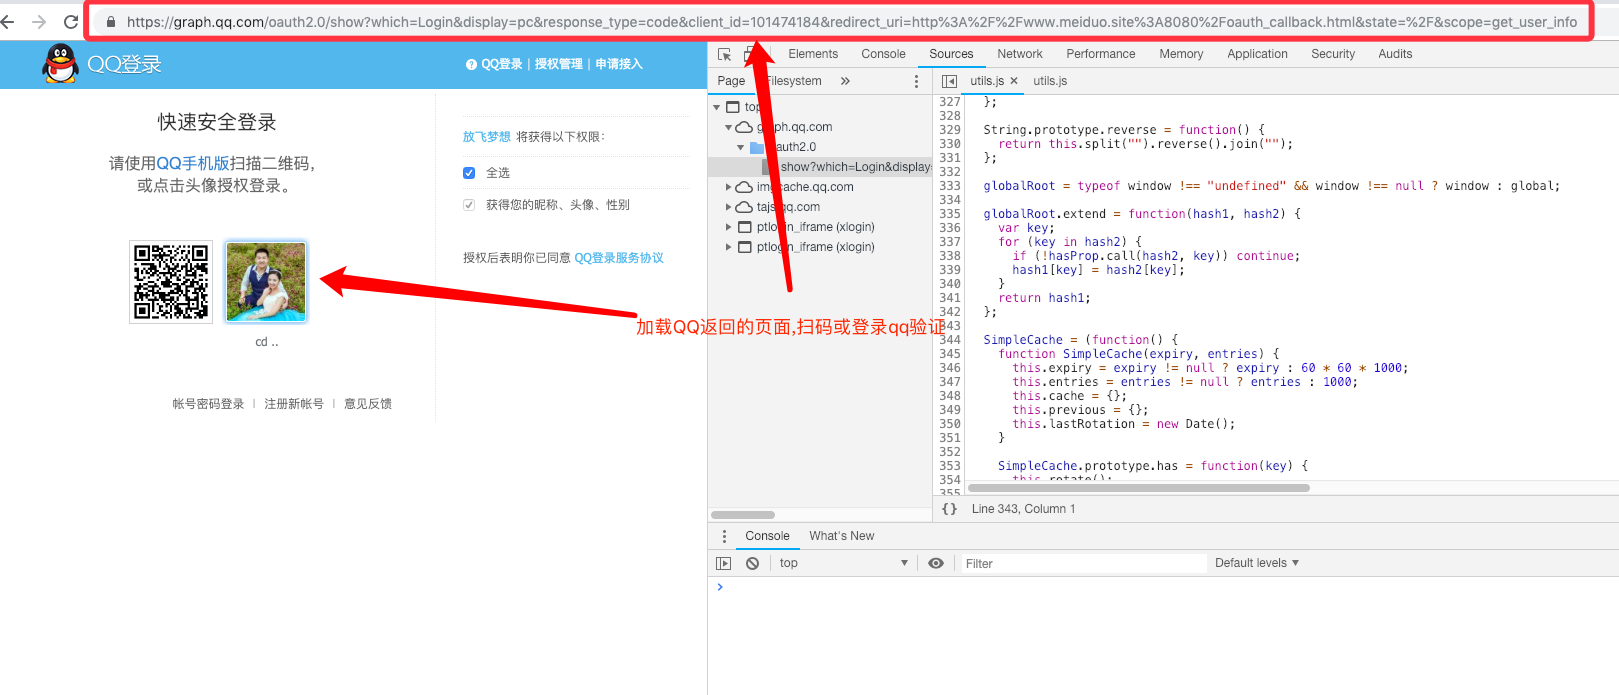 https://graph.qq.com/oauth2.0/show?which=Login&display=pc&response_type=code&client_id=101474184&redirect_uri=http%3A%2F%2Fwww.meiduo.site%3A8080%2Foauth_callback.html&state=%2F&scope=get_user_info
QQ登录
QQ登录 | 授权管理 | 申请接入
快速安全登录
请使用QQ手机版扫描二维码，
或点击头像授权登录。
cd ..
帐号密码登录 | 注册新帐号 | 意见反馈
放飞梦想 将获得以下权限：
全选
获得您的昵称、头像、性别
授权后表明你已同意 QQ登录服务协议
加载QQ返回的页面,扫码或登录qq验证
Elements Console Sources Network Performance Memory Application Security Audits
Page Filesystem »
top
graph.qq.com
oauth2.0
show?which=Login&display=
imgcache.qq.com
tajs.qq.com
ptlogin_iframe (xlogin)
ptlogin_iframe (xlogin)
utils.js × utils.js
327 };
328
329 String.prototype.reverse = function() {
330 return this.split("").reverse().join("");
331 };
332
333 globalRoot = typeof window !== "undefined" && window !== null ? window : global;
334
335 globalRoot.extend = function(hash1, hash2) {
336 var key;
337 for (key in hash2) {
338 if (!hasProp.call(hash2, key)) continue;
339 hash1[key] = hash2[key];
340 }
341 return hash1;
342 };
343
344 SimpleCache = (function() {
345 function SimpleCache(expiry, entries) {
346 this.expiry = expiry != null ? expiry : 60 * 60 * 1000;
347 this.entries = entries != null ? entries : 1000;
348 this.cache = {};
349 this.previous = {};
350 this.lastRotation = new Date();
351 }
352
353 SimpleCache.prototype.has = function(key) {
354 this.rotate();
355
{} Line 343, Column 1
Console What's New
top Filter Default levels